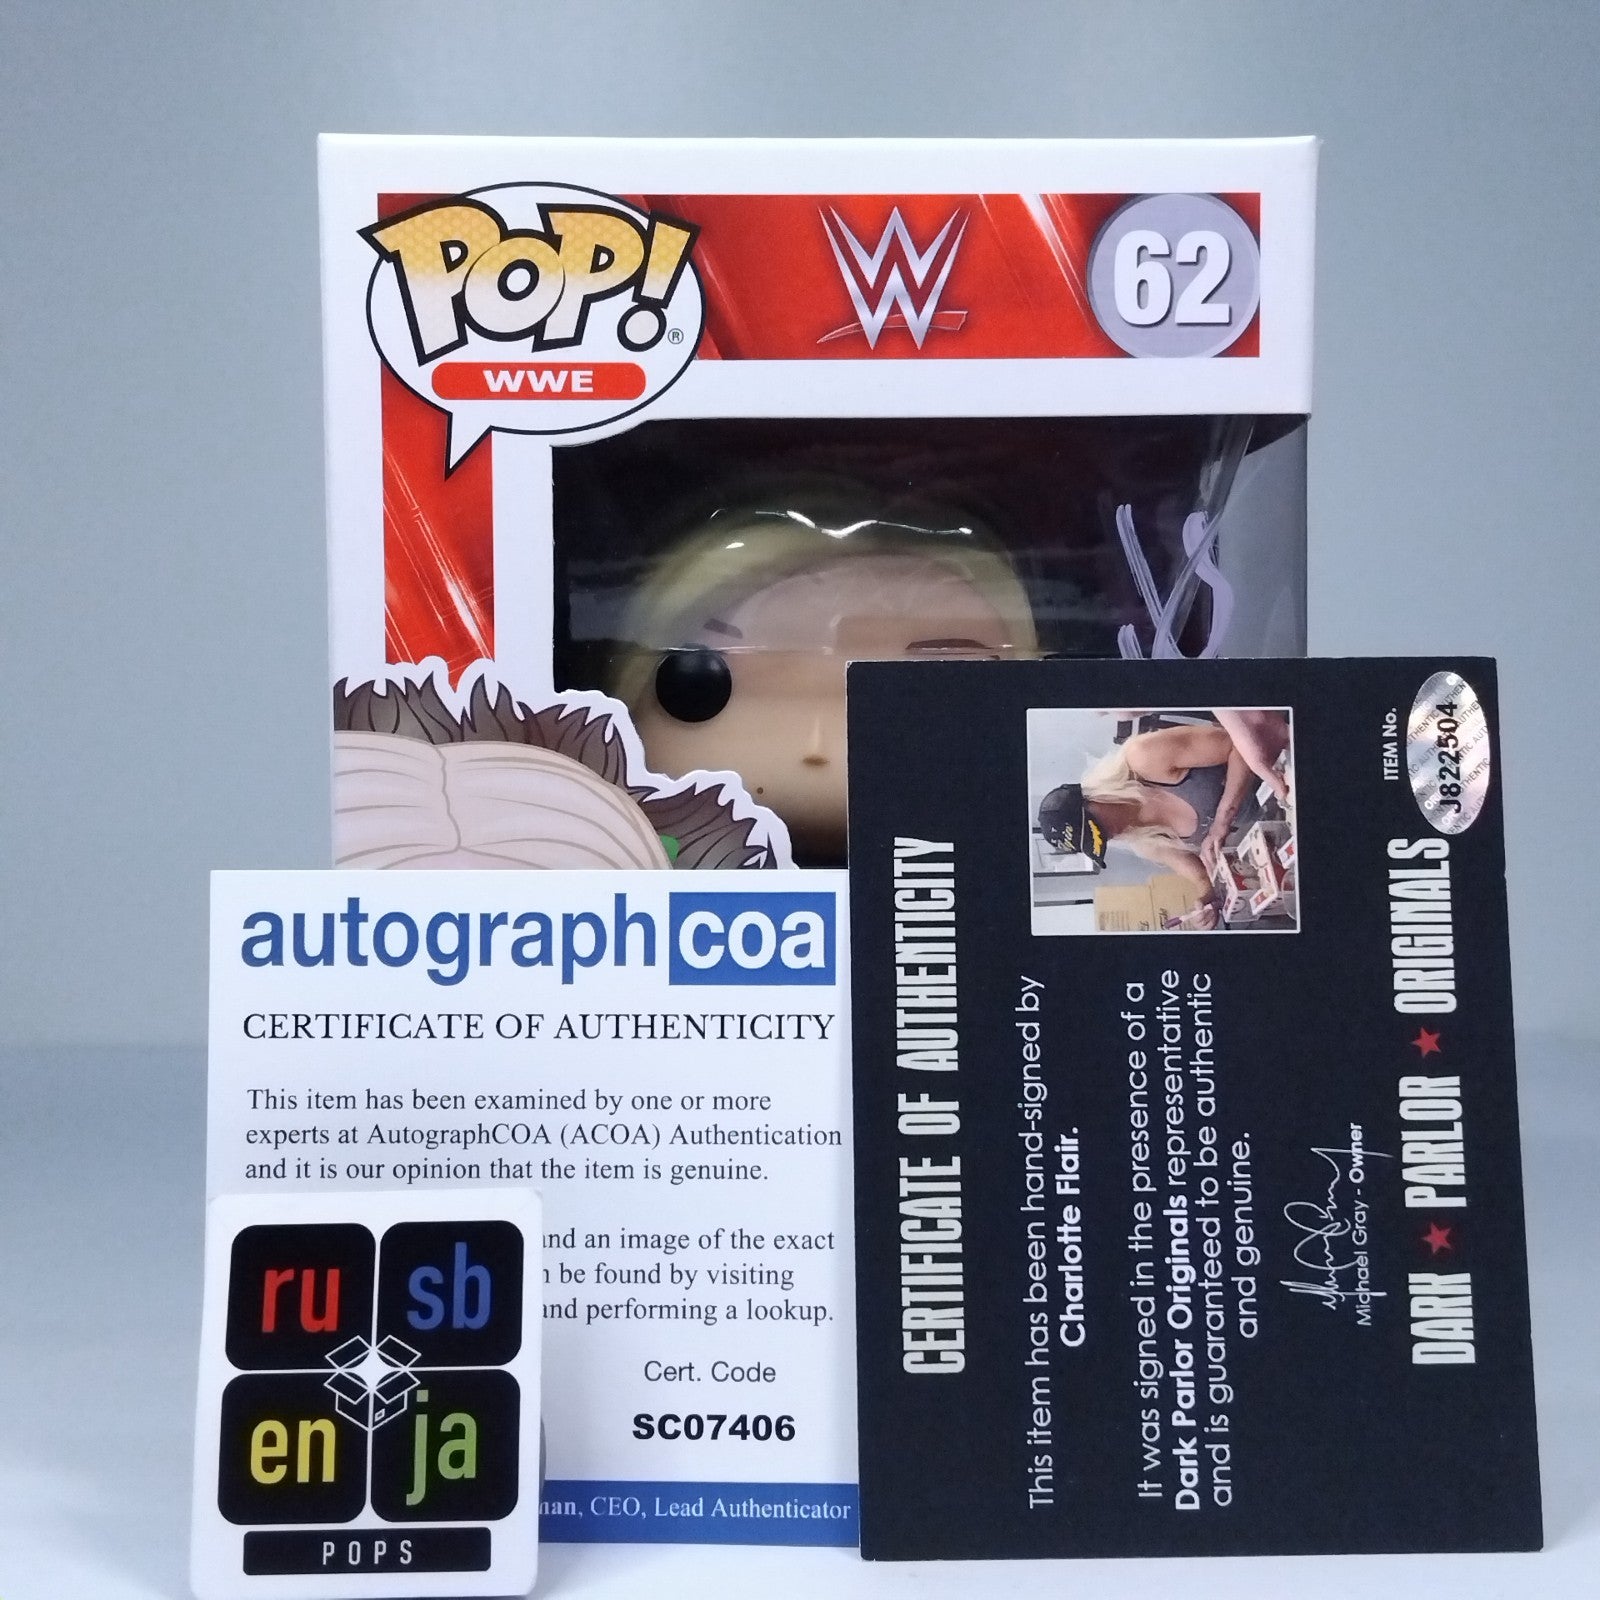 POP!®
WWE
W
62
autographcoa
CERTIFICATE OF AUTHENTICITY
This item has been examined by one or more
experts at AutographCOA (ACOA) Authentication
and it is our opinion that the item is genuine.
and an image of the exact
be found by visiting
and performing a lookup.
Cert. Code
SC07406
man, CEO, Lead Authenticator
ru sb
en ja
POPS
CERTIFICATE OF AUTHENTICITY
This item has been hand-signed by
Charlotte Flair.
It was signed in the presence of a
Dark Parlor Originals representative
and is guaranteed to be authentic
and genuine.
Michael Gray - Owner
DARK ★ PARLOR ★ ORIGINALS
ITEM No.
J822504